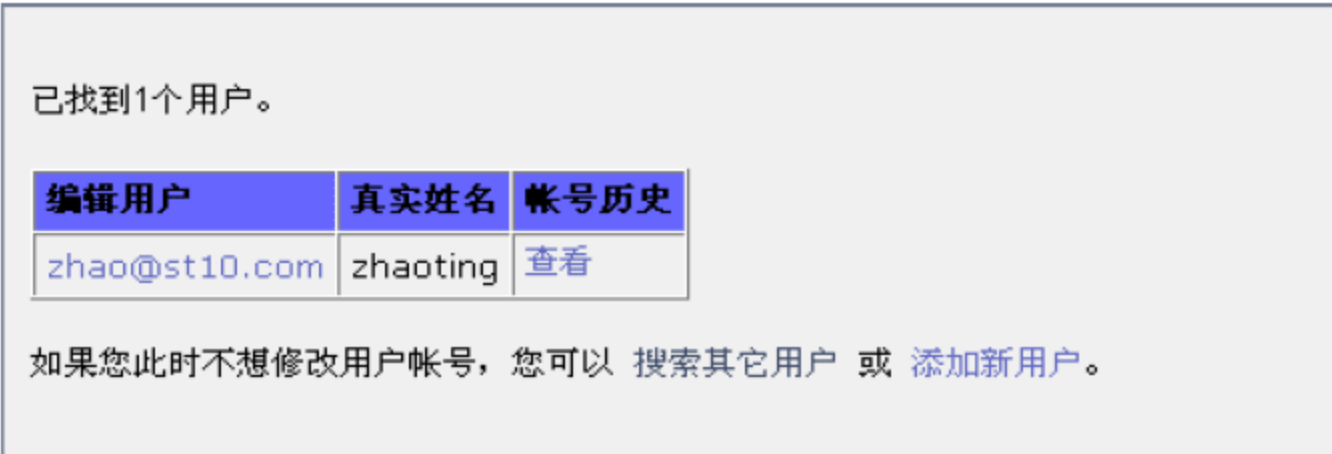 已找到1个用户。
编辑用户 真实姓名 帐号历史
zhao@st10.com zhaoting 查看
如果您此时不想修改用户帐号，您可以 搜索其它用户 或 添加新用户。